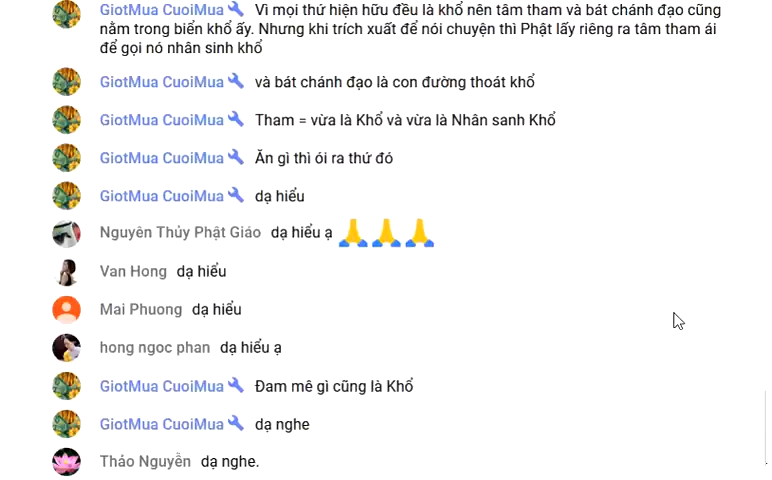 GiotMua CuoiMua Vì mọi thứ hiện hữu đều là khổ nên tâm tham và bát chánh đạo cũng
nằm trong biển khổ ấy. Nhưng khi trích xuất để nói chuyện thì Phật lấy riêng ra tâm tham ái
để gọi nó nhân sinh khổ
GiotMua CuoiMua và bát chánh đạo là con đường thoát khổ
GiotMua CuoiMua Tham = vừa là Khổ và vừa là Nhân sanh Khổ
GiotMua CuoiMua Ăn gì thì ói ra thứ đó
GiotMua CuoiMua dạ hiểu
Nguyên Thủy Phật Giáo dạ hiểu ạ 🙏🙏🙏
Van Hong dạ hiểu
Mai Phuong dạ hiểu
hong ngoc phan dạ hiểu ạ
GiotMua CuoiMua Đam mê gì cũng là Khổ
GiotMua CuoiMua dạ nghe
Thảo Nguyễn dạ nghe.